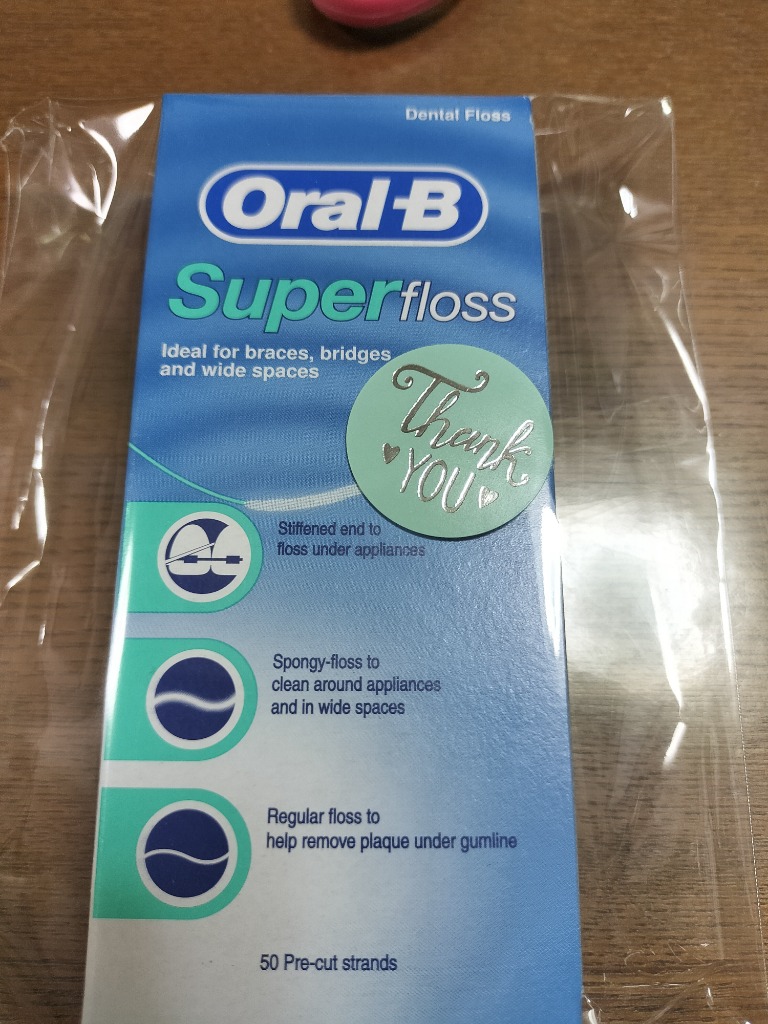 Dental Floss
Oral-B
Superfloss
Ideal for braces, bridges
and wide spaces
Thank
YOU
Stiffened end to
floss under appliances
Spongy-floss to
clean around appliances
and in wide spaces
Regular floss to
help remove plaque under gumline
50 Pre-cut strands